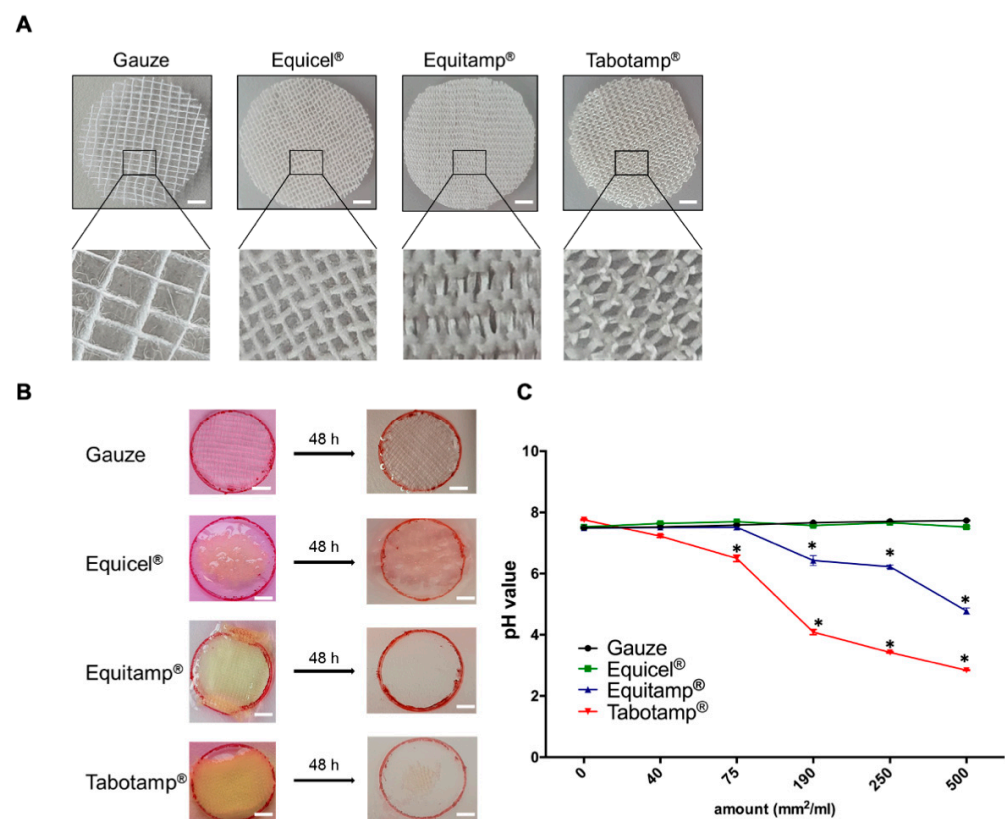 A
Gauze Equicel® Equitamp® Tabotamp®
B
Gauze 48 h
Equicel® 48 h
Equitamp® 48 h
Tabotamp® 48 h
C
10
8
6
4
2
0
pH value
* * * *
* * *
Gauze
Equicel®
Equitamp®
Tabotamp®
0 40 75 190 250 500
amount (mm²/ml)